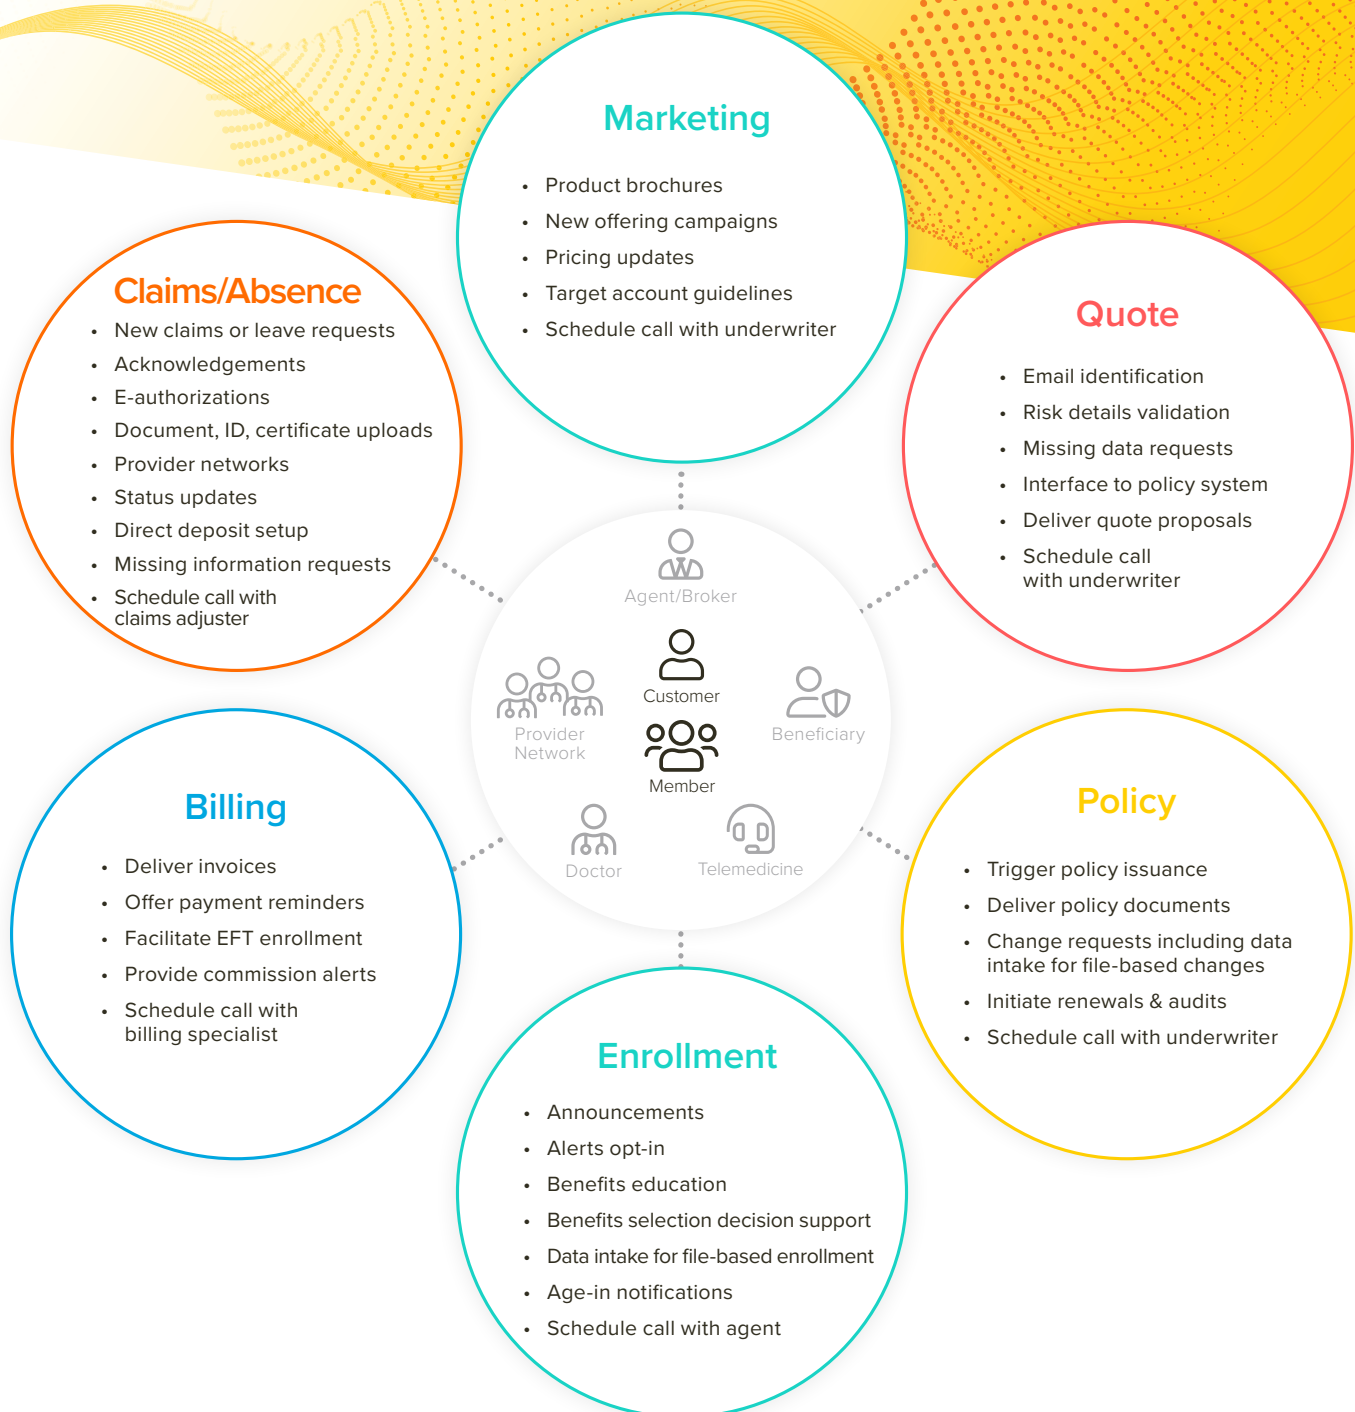 Marketing
• Product brochures
• New offering campaigns
• Pricing updates
• Target account guidelines
• Schedule call with underwriter
Claims/Absence
• New claims or leave requests
• Acknowledgements
• E-authorizations
• Document, ID, certificate uploads
• Provider networks
• Status updates
• Direct deposit setup
• Missing information requests
• Schedule call with
claims adjuster
Quote
• Email identification
• Risk details validation
• Missing data requests
• Interface to policy system
• Deliver quote proposals
• Schedule call
with underwriter
Agent/Broker
Customer
Provider
Network
Beneficiary
Member
Doctor
Telemedicine
Billing
• Deliver invoices
• Offer payment reminders
• Facilitate EFT enrollment
• Provide commission alerts
• Schedule call with
billing specialist
Policy
• Trigger policy issuance
• Deliver policy documents
• Change requests including data
intake for file-based changes
• Initiate renewals & audits
• Schedule call with underwriter
Enrollment
• Announcements
• Alerts opt-in
• Benefits education
• Benefits selection decision support
• Data intake for file-based enrollment
• Age-in notifications
• Schedule call with agent